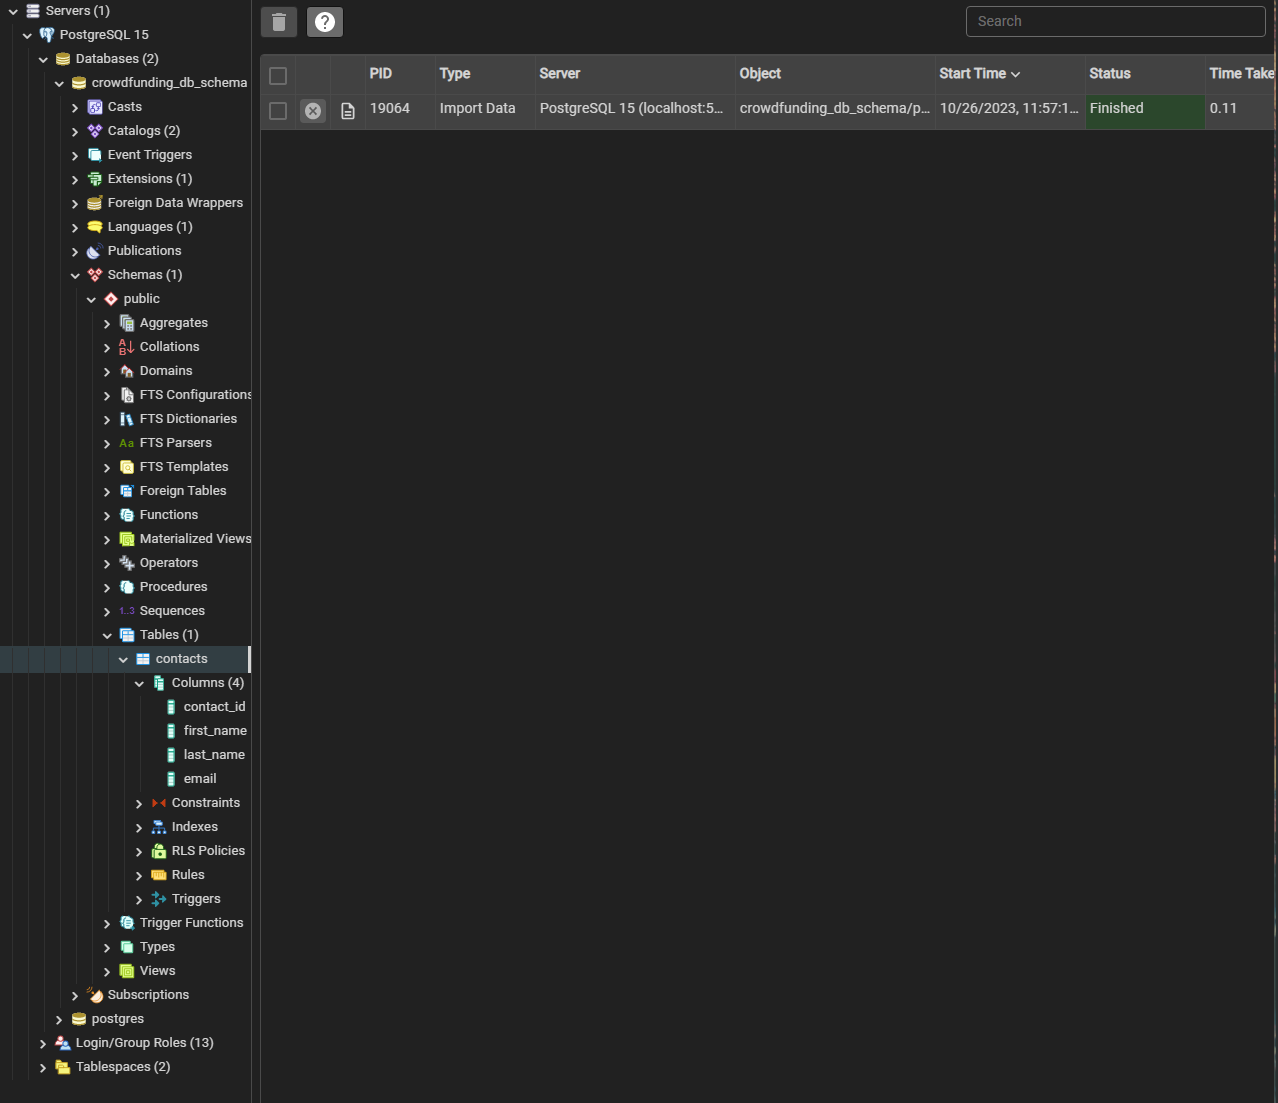 Servers (1)
PostgreSQL 15
Databases (2)
crowdfunding_db_schema
Casts
Catalogs (2)
Event Triggers
Extensions (1)
Foreign Data Wrappers
Languages (1)
Publications
Schemas (1)
public
Aggregates
Collations
Domains
FTS Configurations
FTS Dictionaries
Aa FTS Parsers
FTS Templates
Foreign Tables
Functions
Materialized Views
Operators
Procedures
1..3 Sequences
Tables (1)
contacts
Columns (4)
contact_id
first_name
last_name
email
Constraints
Indexes
RLS Policies
Rules
Triggers
Trigger Functions
Types
Views
Subscriptions
postgres
Login/Group Roles (13)
Tablespaces (2)
Search
PID Type Server Object Start Time Status Time Take
19064 Import Data PostgreSQL 15 (localhost:5... crowdfunding_db_schema/p... 10/26/2023, 11:57:1... Finished 0.11